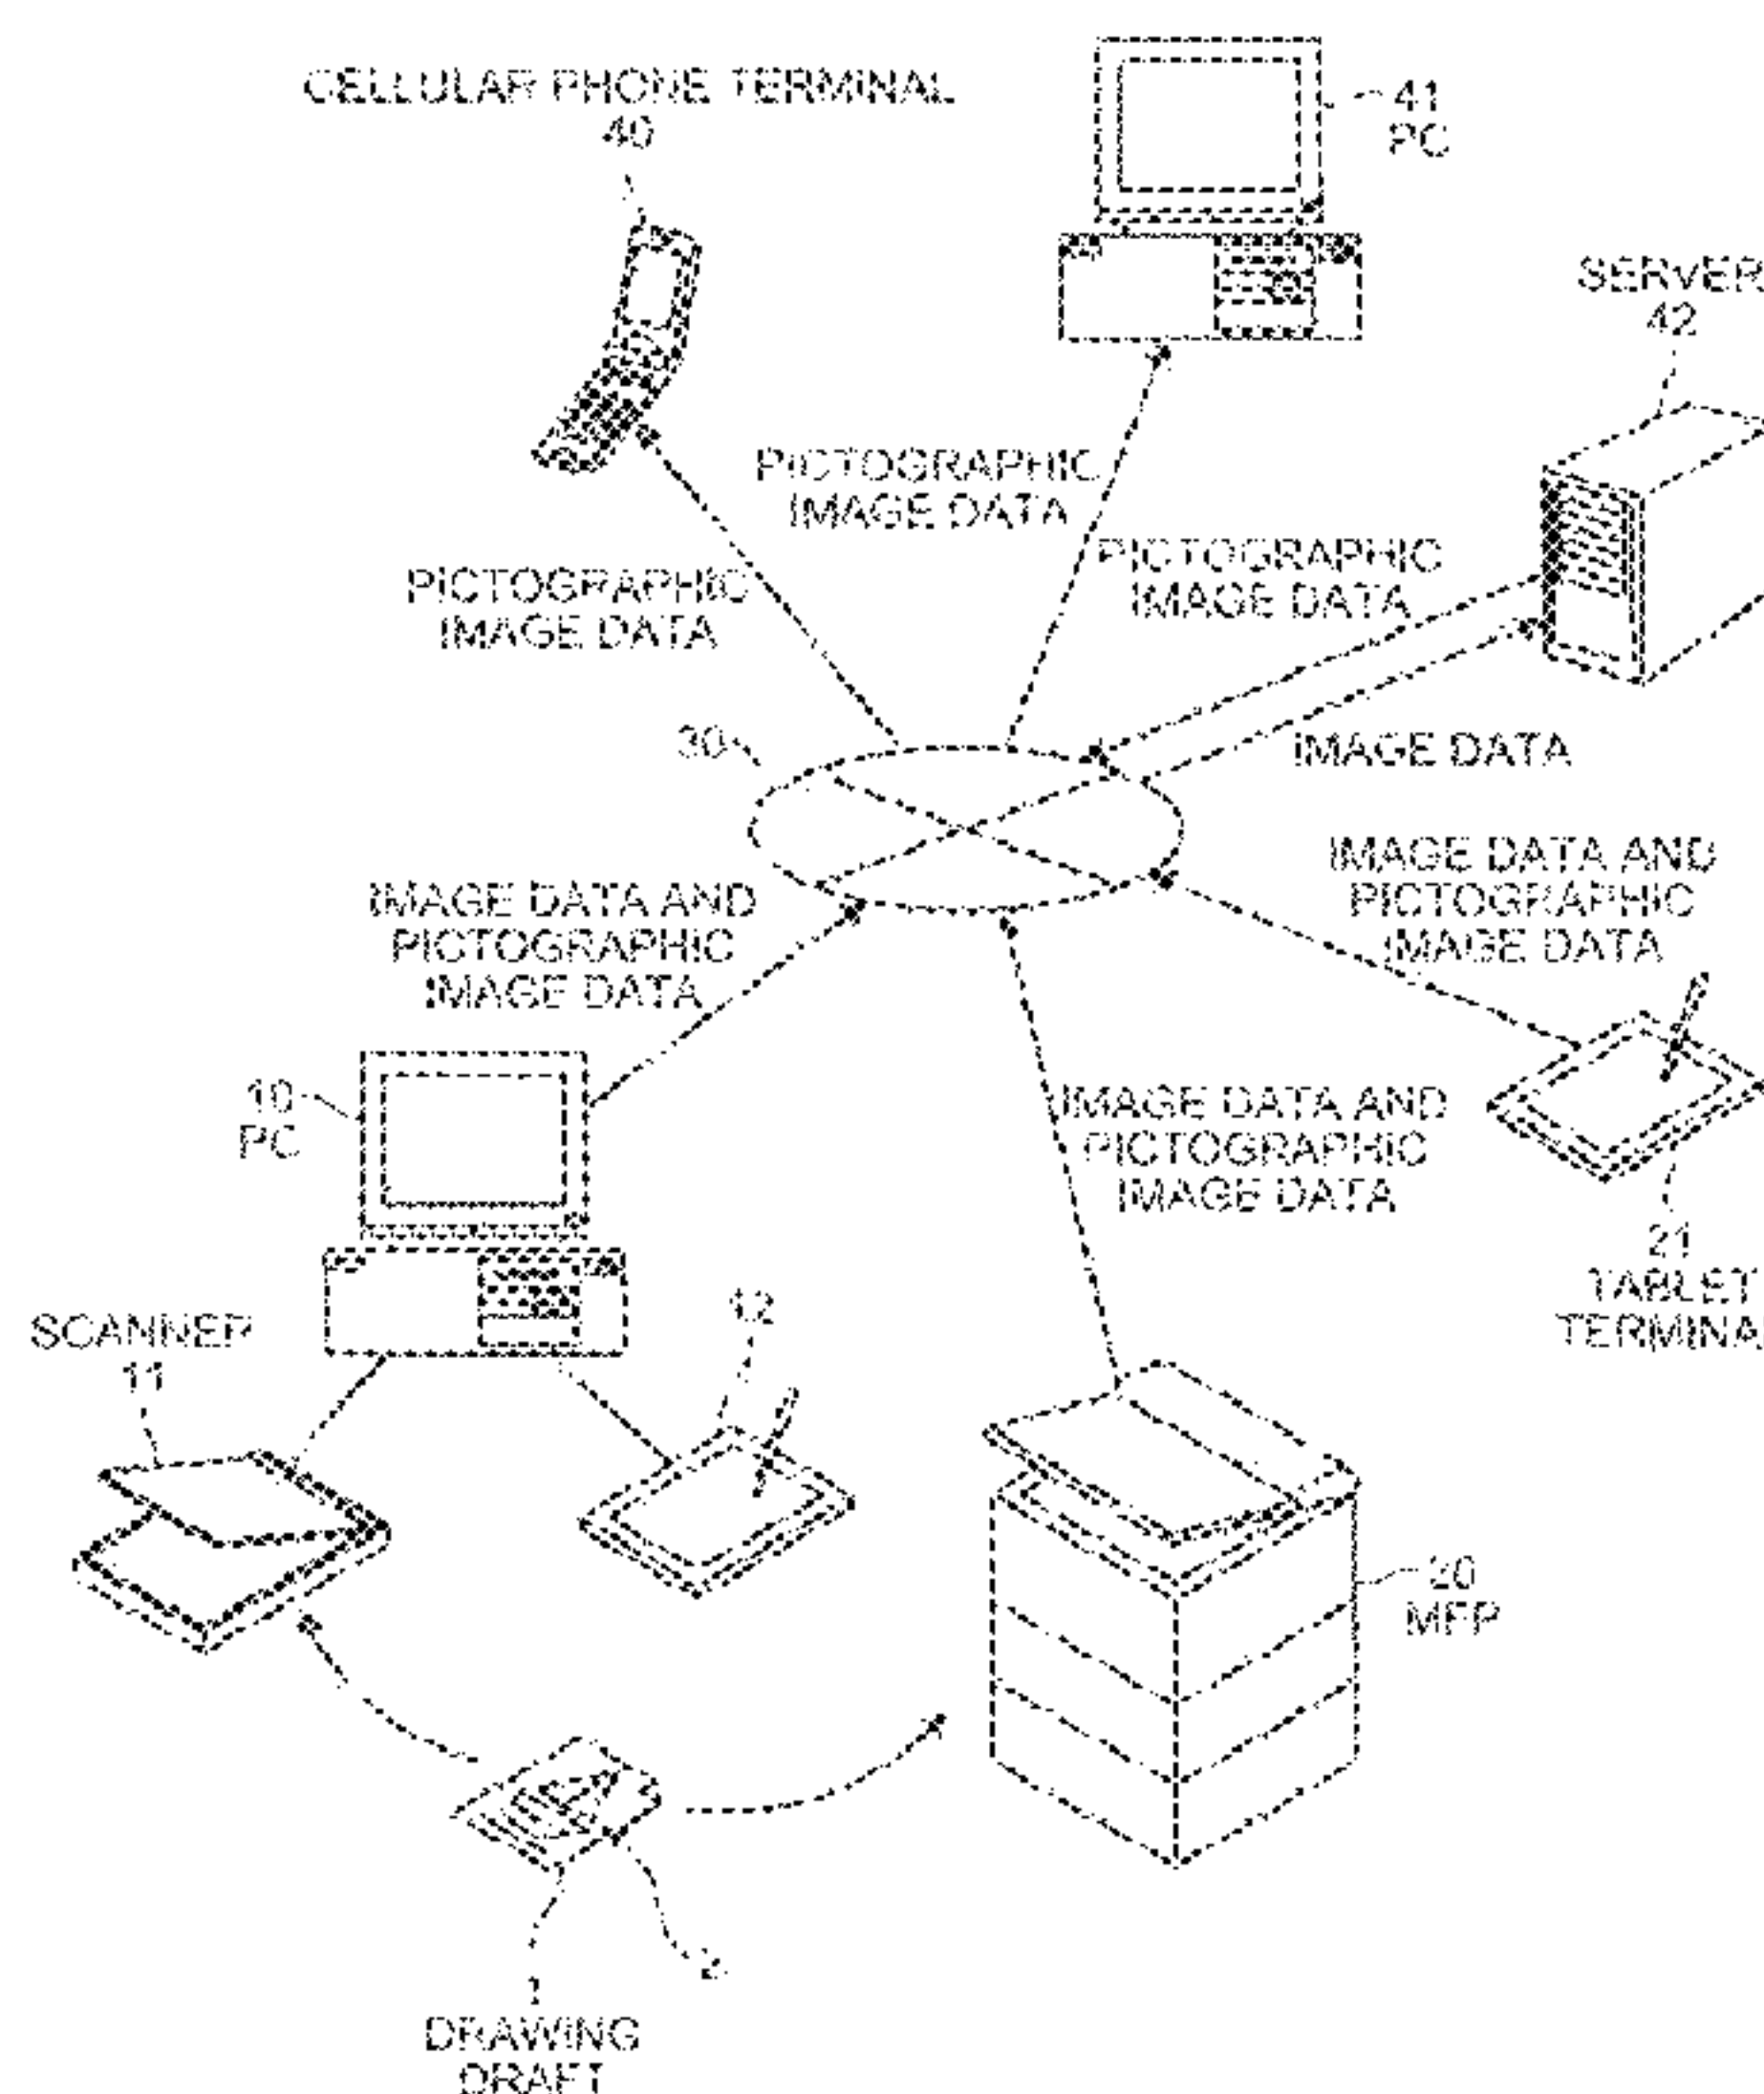 CELLULAR PHONE TERMINAL
40
41
PC
SERVER
42
PICTOGRAPHIC
IMAGE DATA
PICTOGRAPHIC
IMAGE DATA
PICTOGRAPHIC
IMAGE DATA
30
IMAGE DATA
IMAGE DATA AND
PICTOGRAPHIC
IMAGE DATA
IMAGE DATA AND
PICTOGRAPHIC
IMAGE DATA
10
PC
IMAGE DATA AND
PICTOGRAPHIC
IMAGE DATA
21
TABLET
TERMINA
SCANNER
11
12
20
MFP
2
1
DRAWING
DRAFT